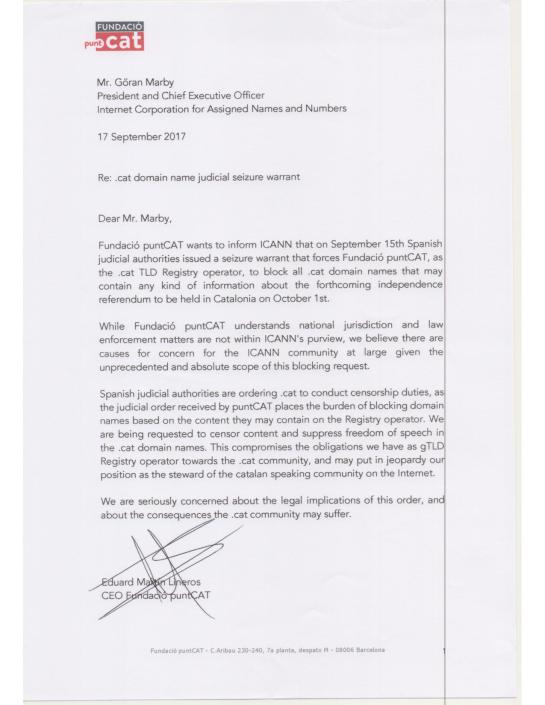 FUNDACIÓ
punt cat
Mr. Göran Marby
President and Chief Executive Officer
Internet Corporation for Assigned Names and Numbers
17 September 2017
Re: .cat domain name judicial seizure warrant
Dear Mr. Marby,
Fundació puntCAT wants to inform ICANN that on September 15th Spanish
judicial authorities issued a seizure warrant that forces Fundació puntCAT, as
the .cat TLD Registry operator, to block all .cat domain names that may
contain any kind of information about the forthcoming independence
referendum to be held in Catalonia on October 1st.
While Fundació puntCAT understands national jurisdiction and law
enforcement matters are not within ICANN's purview, we believe there are
causes for concern for the ICANN community at large given the
unprecedented and absolute scope of this blocking request.
Spanish judicial authorities are ordering .cat to conduct censorship duties, as
the judicial order received by puntCAT places the burden of blocking domain
names based on the content they may contain on the Registry operator. We
are being requested to censor content and suppress freedom of speech in
the .cat domain names. This compromises the obligations we have as gTLD
Registry operator towards the .cat community, and may put in jeopardy our
position as the steward of the catalan speaking community on the Internet.
We are seriously concerned about the legal implications of this order, and
about the consequences the .cat community may suffer.
Eduard Martin Lineros
CEO Fundació puntCAT
Fundació puntCAT - C.Aribau 230-240, 7a planta, despatx M - 08006 Barcelona
1